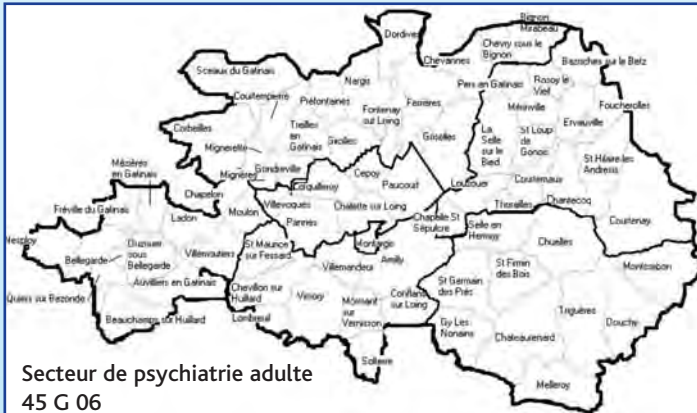 Bignon
Mirabeau
Dordives
Chevry sous le
Bignon
Chevannes
Bazoches sur le Betz
Sceaux du Gatinais
Nargis
Pers en Gatinais
Rosoy le
Vieil
Courtempierre
Préfontaines
Fontenay
sur Loing
Ferrières
Mérinville
Foucherolles
Corbeilles
Treilles
en
Gatinais
Girolles
Griselles
La
Selle
sur le
Bied
St Loup
de
Gonois
Ervauville
Mignerette
Gondreville
St Hilaire les
Andresis
Mézières
en Gatinais
Mignères
Cepoy
Corquilleroy
Paucourt
Louzouer
Courtemaux
Chapelon
Villevoques
Chalette sur Loing
Thorailles
Chantecoq
Fréville du Gatinais
Ladon
Moulon
Pannes
Chapelle St
Sépulcre
Selle en
Hermoy
Courtenay
Nesploy
Ouzouer
sous
Bellegarde
Villemoutiers
St Maurice
sur Fessard
Montargis
Amilly
Chuelles
Bellegarde
Villemandeur
St Firmin
des Bois
Montcorbon
Auvilliers en Gatinais
Chevillon sur
Huillard
Vimory
Conflans
sur Loing
St Germain
des Prés
Quiers sur Bezonde
Mormant
sur
Vernisson
Triguères
Beauchamps sur Huillard
Lombreuil
Gy Les
Nonains
Douchy
Chateaurenard
Solterre
Melleroy
Secteur de psychiatrie adulte
45 G 06